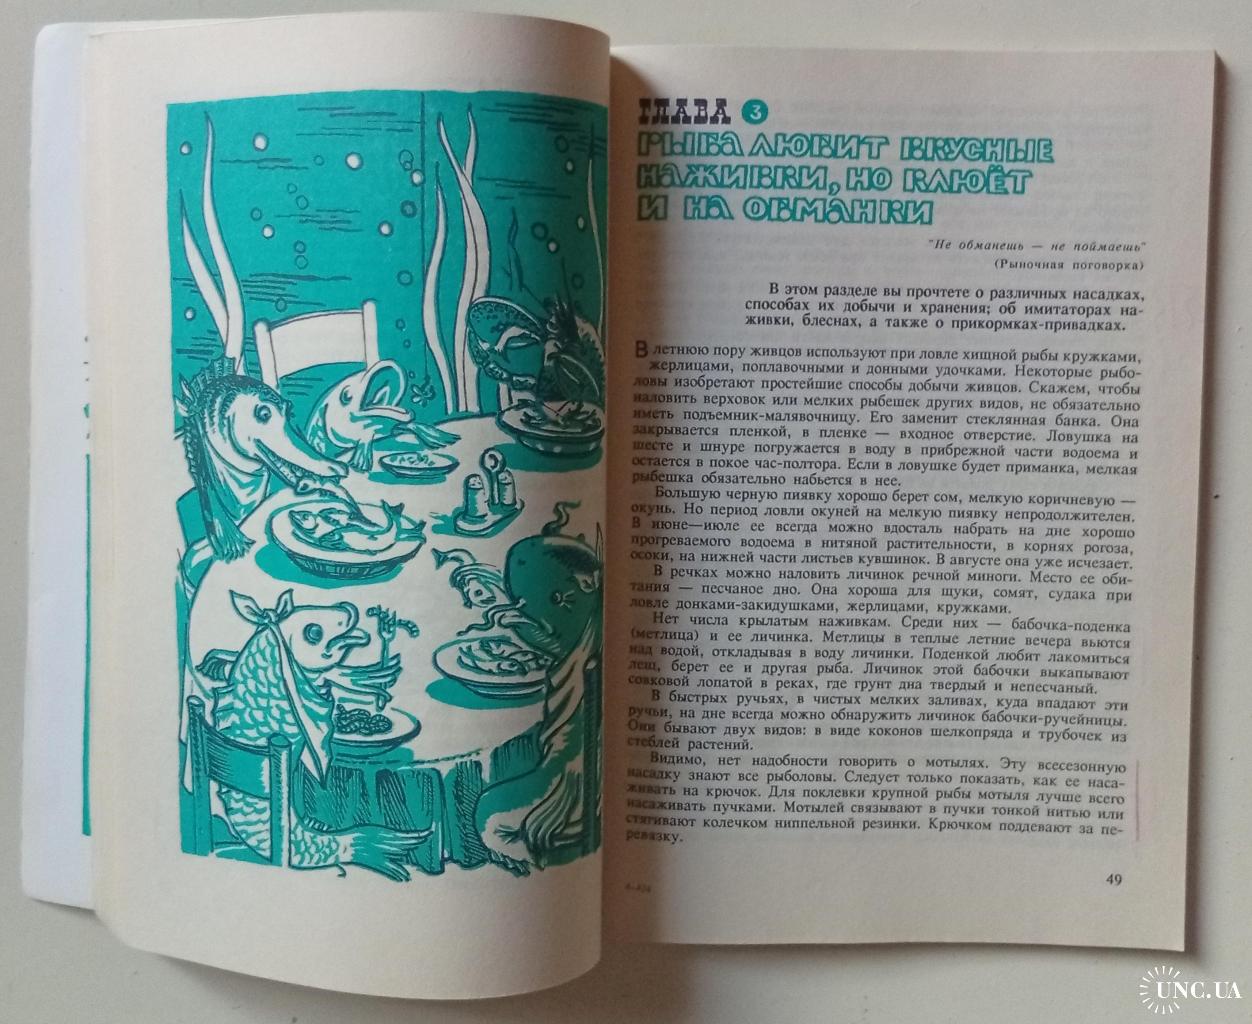 ГЛАВА 3
РЫБА ЛЮБИТ ВКУСНЫЕ
НАЖИВКИ, НО КЛЮЁТ
И НА ОБМАНКИ
"Не обманешь — не поймаешь"
(Рыночная поговорка)
В этом разделе вы прочтете о различных насадках,
способах их добычи и хранения; об имитаторах на-
живки, блеснах, а также о прикормках-привадках.
В летнюю пору живцов используют при ловле хищной рыбы кружками,
жерлицами, поплавочными и донными удочками. Некоторые рыбо-
ловы изобретают простейшие способы добычи живцов. Скажем, чтобы
наловить верховок или мелких рыбешек других видов, не обязательно
иметь подъемник-малявочницу. Его заменит стеклянная банка. Она
закрывается пленкой, в пленке — входное отверстие. Ловушка на
шесте и шнуре погружается в воду в прибрежной части водоема и
остается в покое час-полтора. Если в ловушке будет приманка, мелкая
рыбешка обязательно набьется в нее.
Большую черную пиявку хорошо берет сом, мелкую коричневую —
окунь. Но период ловли окуней на мелкую пиявку непродолжителен.
В июне—июле ее всегда можно вдосталь набрать на дне хорошо
прогреваемого водоема в нитяной растительности, в корнях рогоза,
осоки, на нижней части листьев кувшинок. В августе она уже исчезает.
В речках можно наловить личинок речной миноги. Место ее оби-
тания — песчаное дно. Она хороша для щуки, сомят, судака при
ловле донками-закидушками, жерлицами, кружками.
Нет числа крылатым наживкам. Среди них — бабочка-поденка
(метлица) и ее личинка. Метлицы в теплые летние вечера вьются
над водой, откладывая в воду личинки. Поденкой любит лакомиться
лещ, берет ее и другая рыба. Личинок этой бабочки выкапывают
совковой лопатой в реках, где грунт дна твердый и непесчаный.
В быстрых ручьях, в чистых мелких заливах, куда впадают эти
ручьи, на дне всегда можно обнаружить личинок бабочки-ручейницы.
Они бывают двух видов: в виде коконов шелкопряда и трубочек из
стеблей растений.
Видимо, нет надобности говорить о мотылях. Эту всесезонную
насадку знают все рыболовы. Следует только показать, как ее наса-
живать на крючок. Для поклевки крупной рыбы мотыля лучше всего
насаживать пучками. Мотылей связывают в пучки тонкой нитью или
стягивают колечком ниппельной резинки. Крючком поддевают за пе-
ревязку.
49
UNC.UA